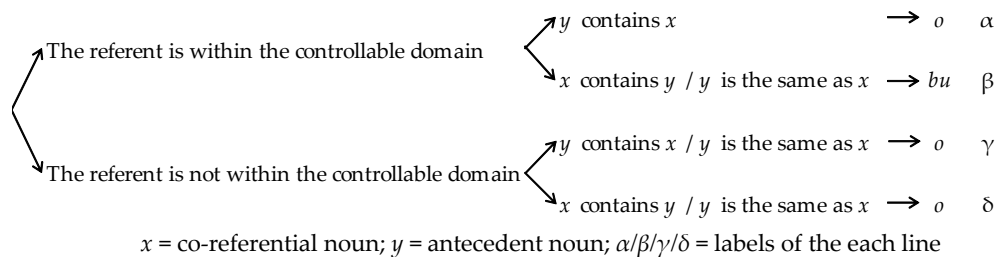 y contains x → o α
The referent is within the controllable domain
x contains y / y is the same as x → bu β
y contains x / y is the same as x → o γ
The referent is not within the controllable domain
x contains y / y is the same as x → o δ
x = co-referential noun; y = antecedent noun; α/β/γ/δ = labels of the each line